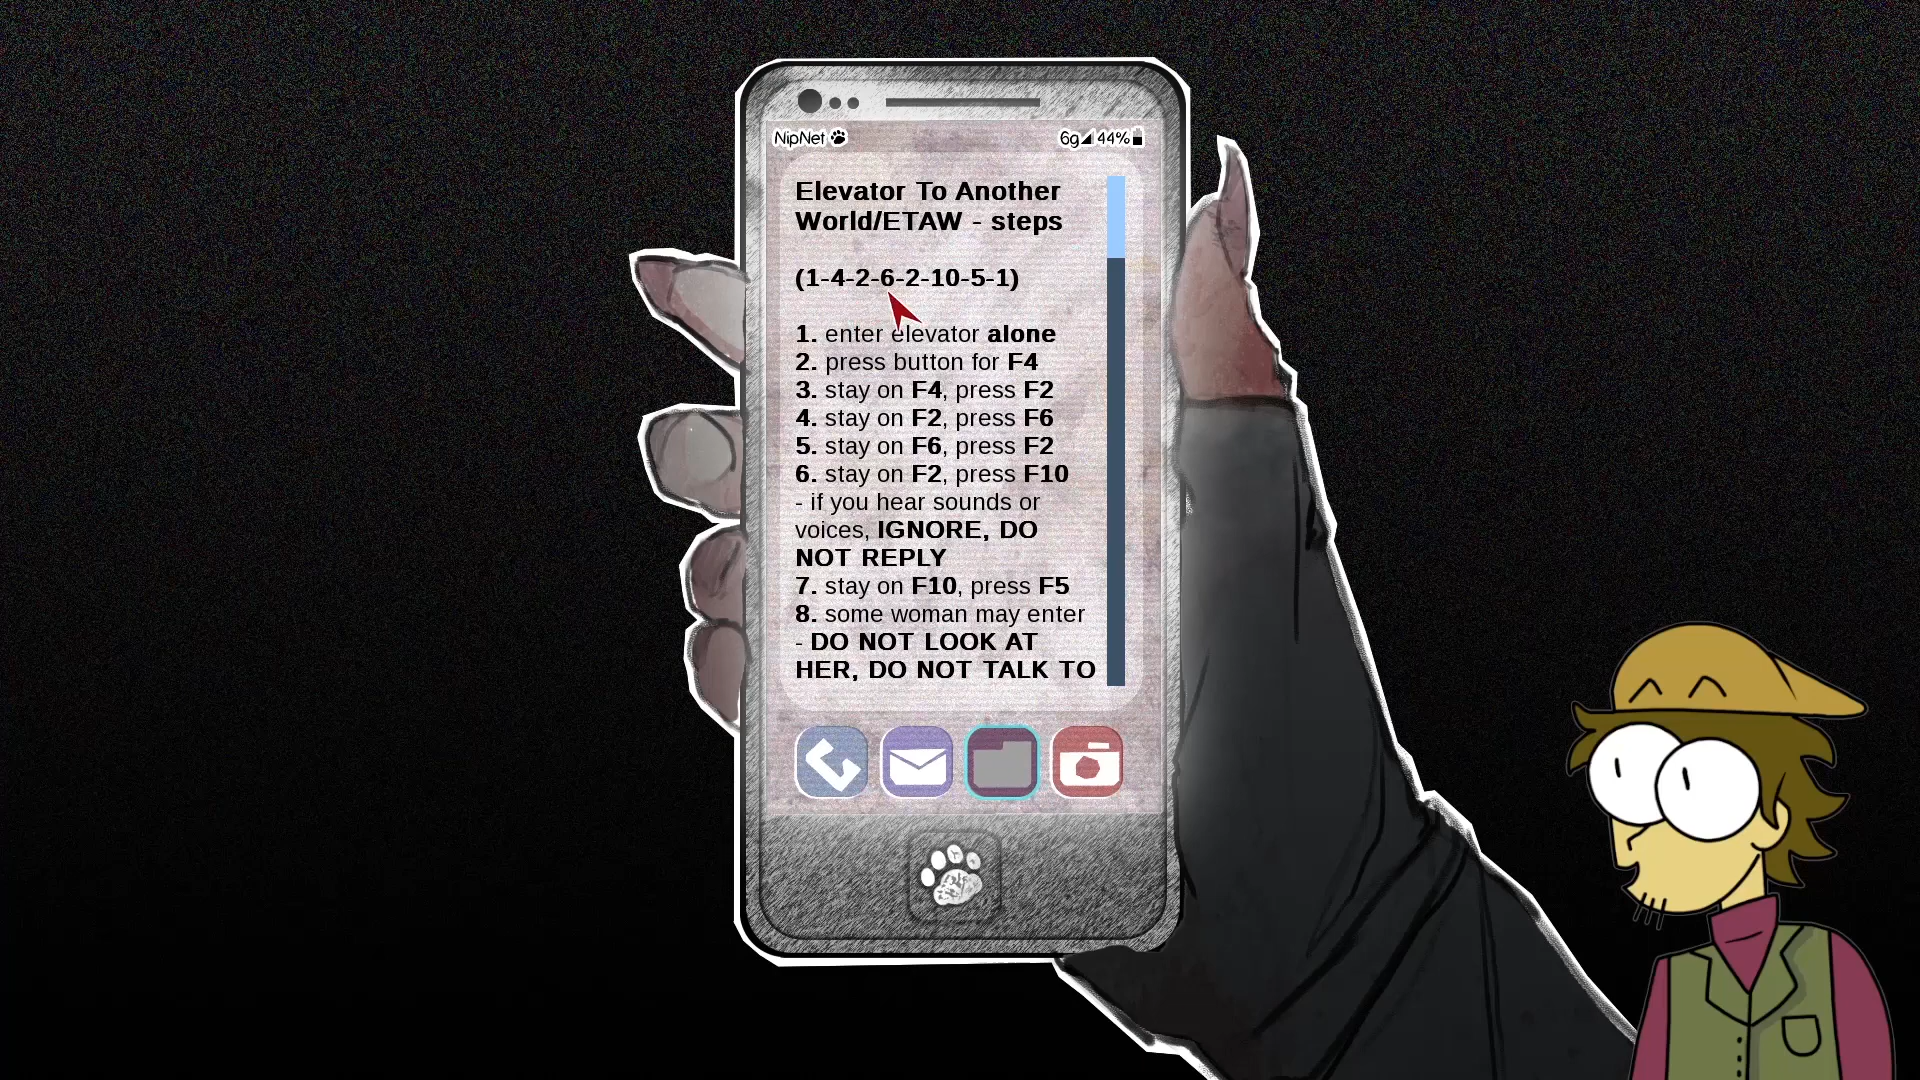 NipNet 6g 44%
Elevator To Another
World/ETAW - steps
(1-4-2-6-2-10-5-1)
1. enter elevator alone
2. press button for F4
3. stay on F4, press F2
4. stay on F2, press F6
5. stay on F6, press F2
6. stay on F2, press F10
- if you hear sounds or
voices, IGNORE, DO
NOT REPLY
7. stay on F10, press F5
8. some woman may enter
- DO NOT LOOK AT
HER, DO NOT TALK TO